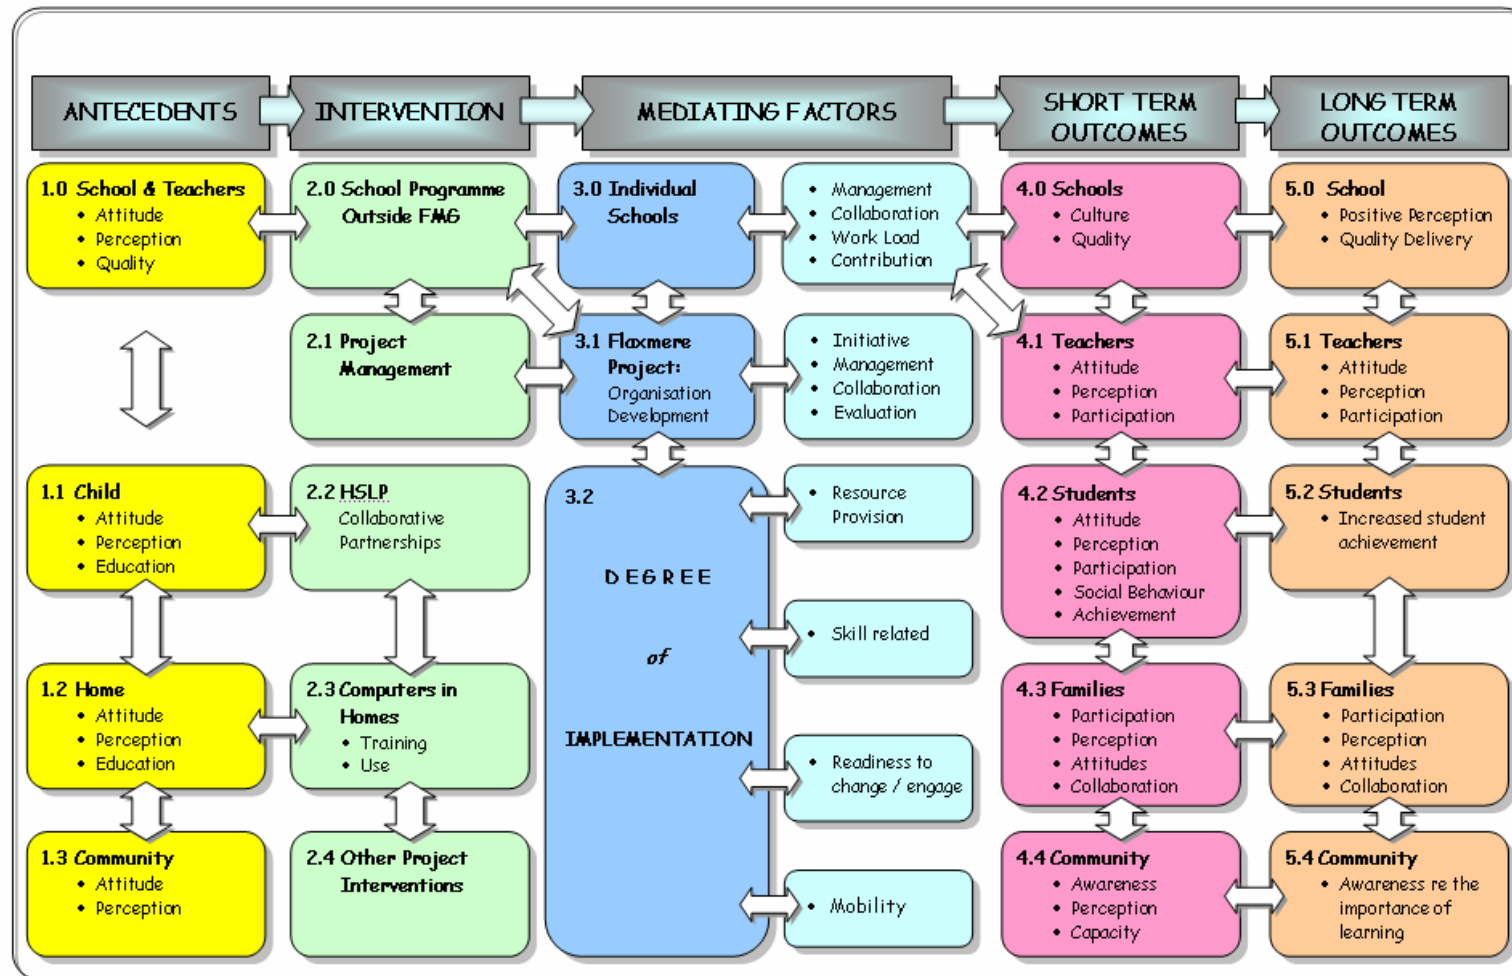 ANTECEDENTS
INTERVENTION
MEDIATING FACTORS
SHORT TERM
OUTCOMES
LONG TERM
OUTCOMES
1.0 School & Teachers
• Attitude
• Perception
• Quality
2.0 School Programme
Outside FMG
3.0 Individual
Schools
• Management
• Collaboration
• Work Load
• Contribution
4.0 Schools
• Culture
• Quality
5.0 School
• Positive Perception
• Quality Delivery
2.1 Project
Management
3.1 Flaxmere
Project:
Organisation
Development
• Initiative
• Management
• Collaboration
• Evaluation
4.1 Teachers
• Attitude
• Perception
• Participation
5.1 Teachers
• Attitude
• Perception
• Participation
1.1 Child
• Attitude
• Perception
• Education
2.2 HSLP
Collaborative
Partnerships
3.2
DEGREE
of
IMPLEMENTATION
• Resource
Provision
• Skill related
• Readiness to
change / engage
• Mobility
4.2 Students
• Attitude
• Perception
• Participation
• Social Behaviour
• Achievement
5.2 Students
• Increased student
achievement
1.2 Home
• Attitude
• Perception
• Education
2.3 Computers in
Homes
• Training
• Use
4.3 Families
• Participation
• Perception
• Attitudes
• Collaboration
5.3 Families
• Participation
• Perception
• Attitudes
• Collaboration
1.3 Community
• Attitude
• Perception
2.4 Other Project
Interventions
4.4 Community
• Awareness
• Perception
• Capacity
5.4 Community
• Awareness re the
importance of
learning